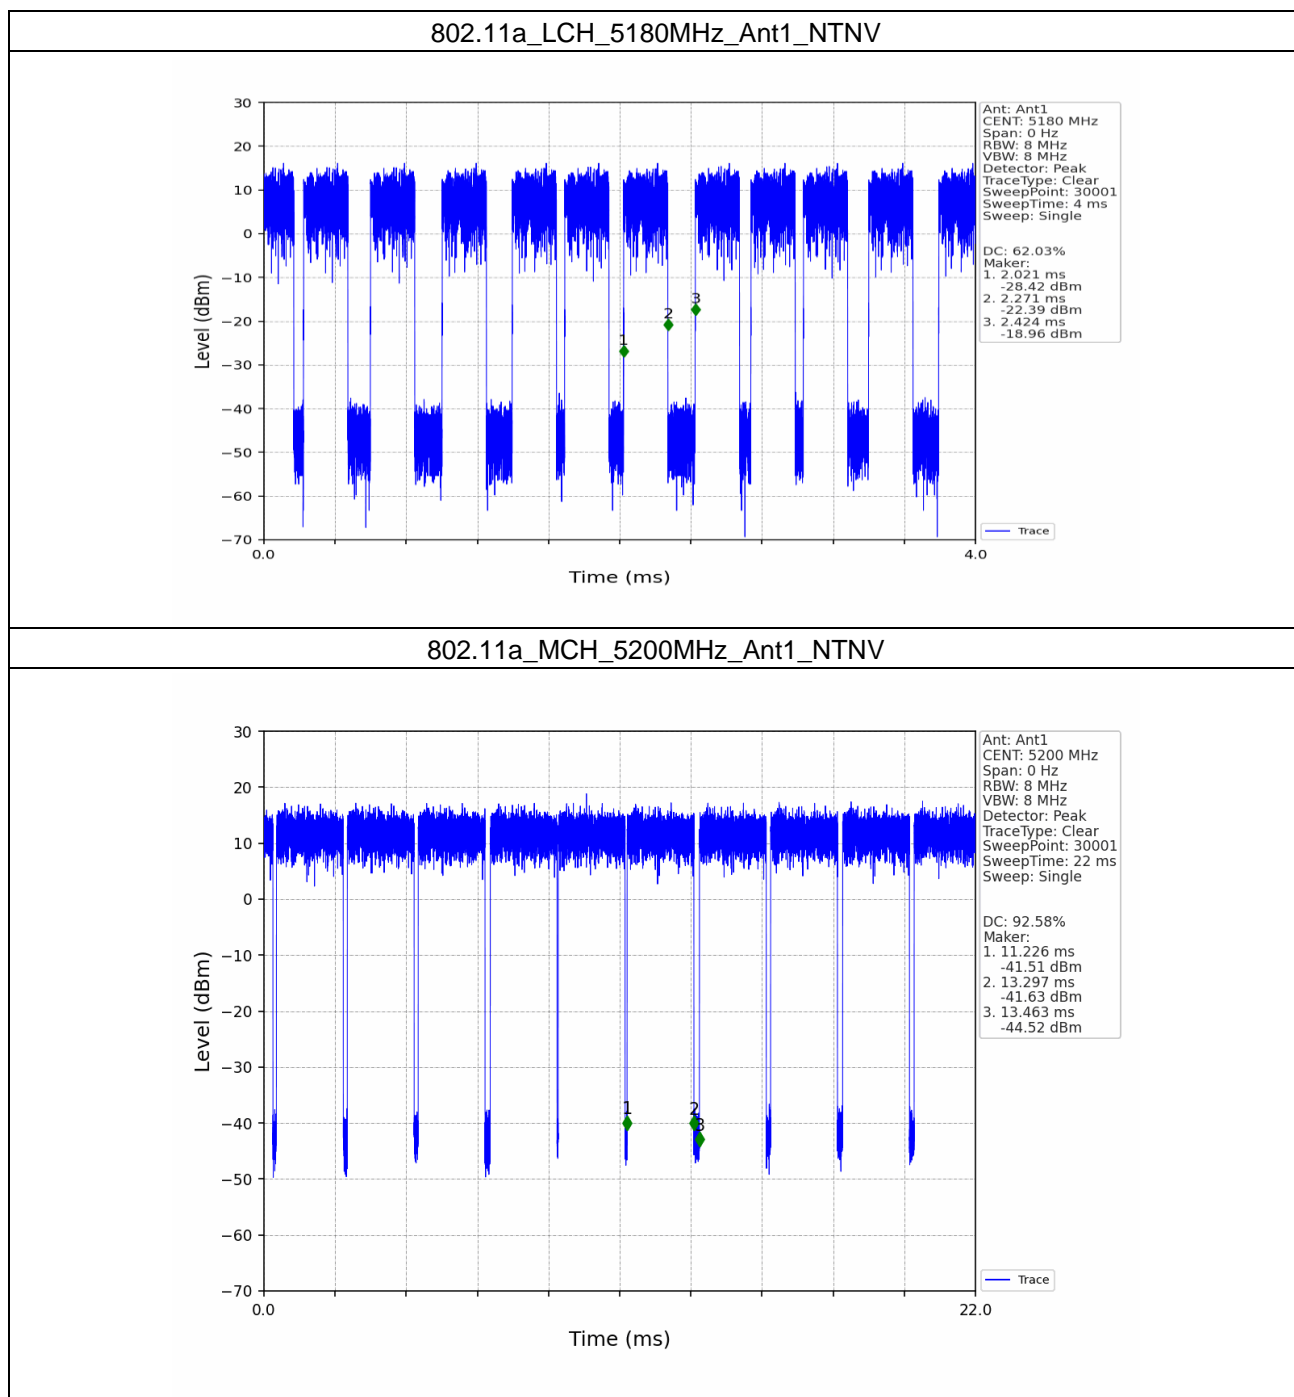 802.11a_LCH_5180MHz_Ant1_NTNV
30
20
10
0
−10
−20
−30
−40
−50
−60
−70
Level (dBm)
1
2
3
0.0
4.0
Time (ms)
Ant: Ant1
CENT: 5180 MHz
Span: 0 Hz
RBW: 8 MHz
VBW: 8 MHz
Detector: Peak
TraceType: Clear
SweepPoint: 30001
SweepTime: 4 ms
Sweep: Single
DC: 62.03%
Maker:
1. 2.021 ms
-28.42 dBm
2. 2.271 ms
-22.39 dBm
3. 2.424 ms
-18.96 dBm
Trace
802.11a_MCH_5200MHz_Ant1_NTNV
30
20
10
0
−10
−20
−30
−40
−50
−60
−70
Level (dBm)
1
2
3
0.0
22.0
Time (ms)
Ant: Ant1
CENT: 5200 MHz
Span: 0 Hz
RBW: 8 MHz
VBW: 8 MHz
Detector: Peak
TraceType: Clear
SweepPoint: 30001
SweepTime: 22 ms
Sweep: Single
DC: 92.58%
Maker:
1. 11.226 ms
-41.51 dBm
2. 13.297 ms
-41.63 dBm
3. 13.463 ms
-44.52 dBm
Trace